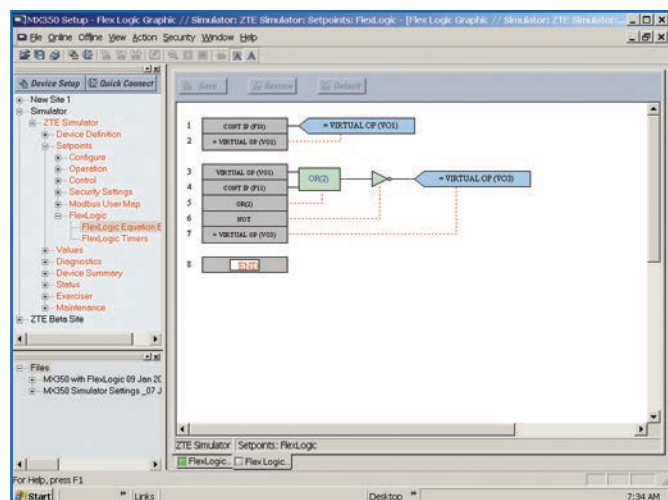 MX350 Setup - Flex Logic Graphic // Simulator: ZTE Simulator: Setpoints: FlexLogic - [Flex Logic Graphic // Simulator: ZTE Simulator:
File Online Offline View Action Security Window Help
Device Setup Quick Connect
Save Restore Default
New Site 1
Simulator
ZTE Simulator
Device Definition
Setpoints
Configure
Operation
Control
Security Settings
Modbus User Map
FlexLogic
FlexLogic Equation E
FlexLogic Timers
Values
Diagnostics
Device Summary
Status
Exerciser
Maintenance
ZTE Beta Site
1 = VIRTUAL OP (VO1)
2 = VIRTUAL OP (VO1)
3 VIRTUAL OP (VO1)
4 OR(2) = VIRTUAL OP (VO3)
5 OR(2)
6 NOT
7 = VIRTUAL OP (VO3)
8 END
Files
MX350 with FlexLogic 09 Jan 20
MX350 Simulator Settings _07 J
ZTE Simulator Setpoints: FlexLogic
FlexLogic.. Flex Logic..
For Help, press F1
Start Links Desktop 7:34 AM